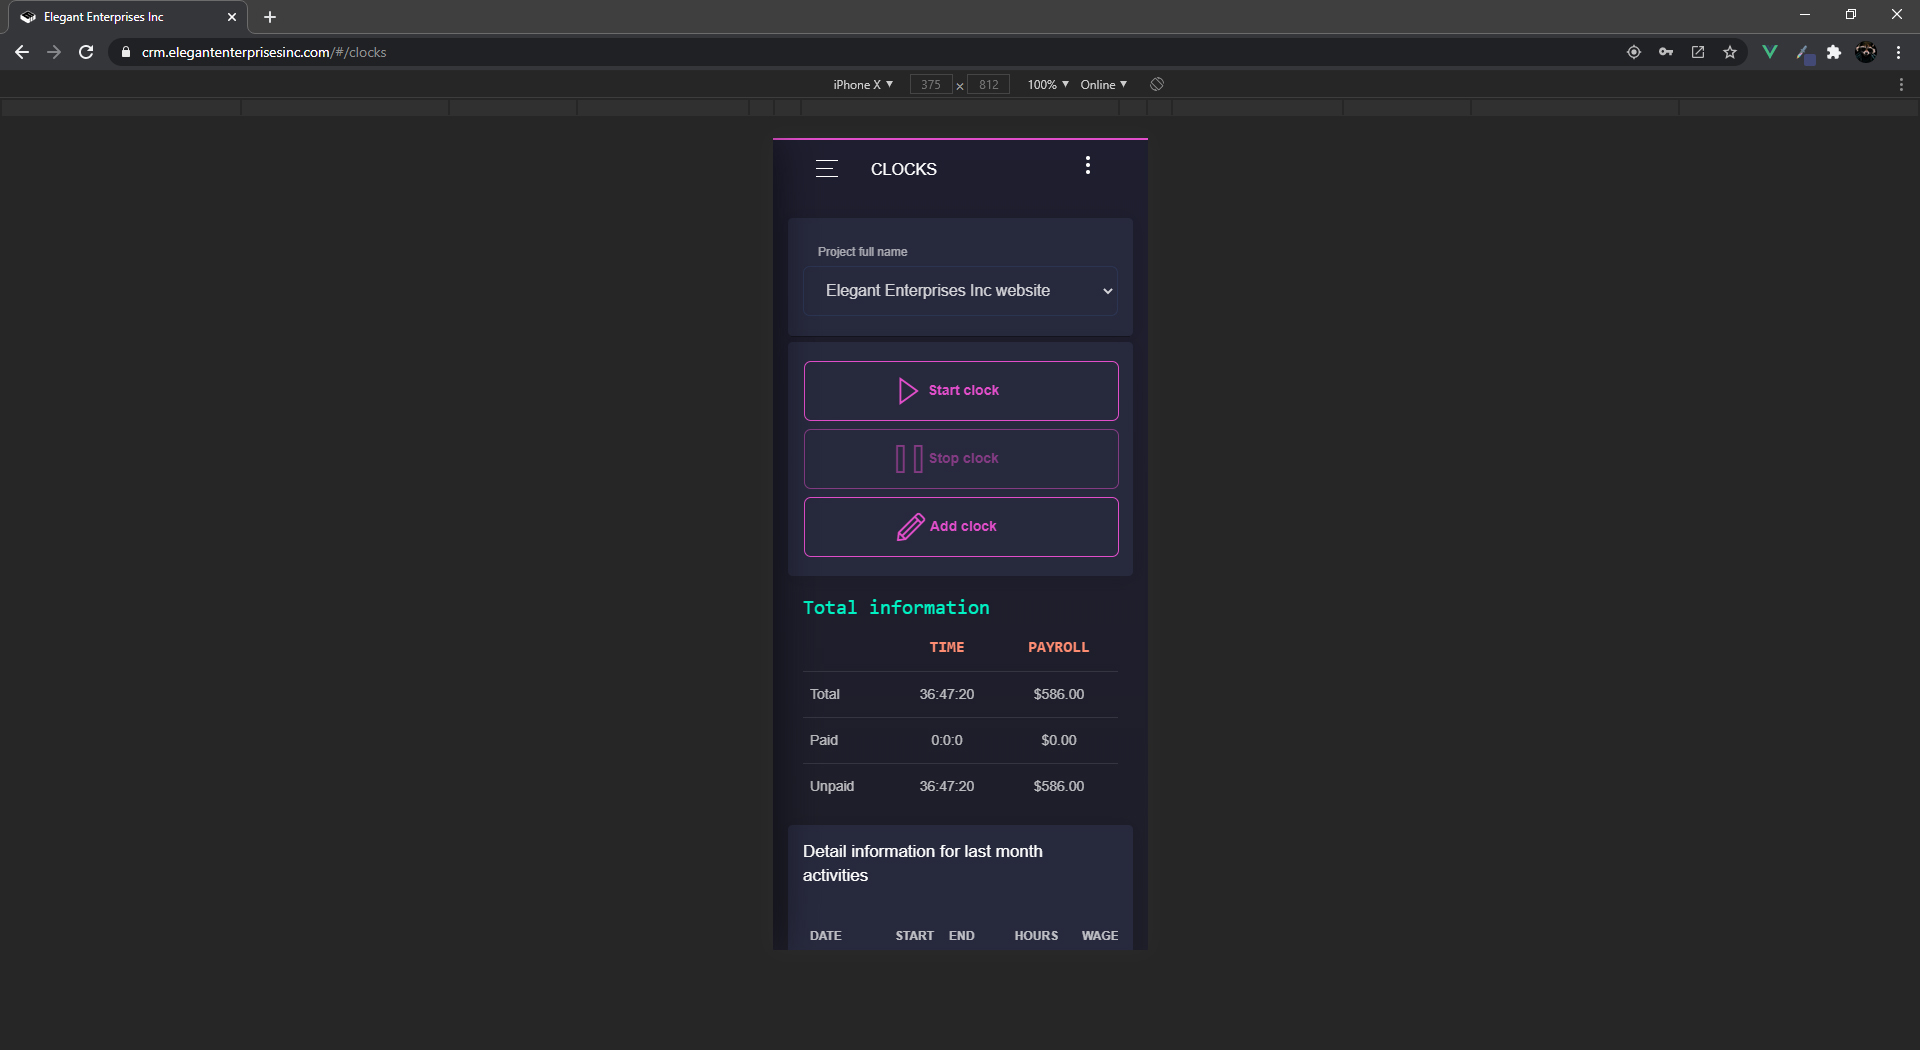 Elegant Enterprises Inc
crm.elegantenterprisesinc.com/#/clocks
iPhone X 375 × 812 100% Online
CLOCKS
Project full name
Elegant Enterprises Inc website
Start clock
Stop clock
Add clock
Total information
TIME PAYROLL
Total 36:47:20 $586.00
Paid 0:0:0 $0.00
Unpaid 36:47:20 $586.00
Detail information for last month
activities
DATE START END HOURS WAGE